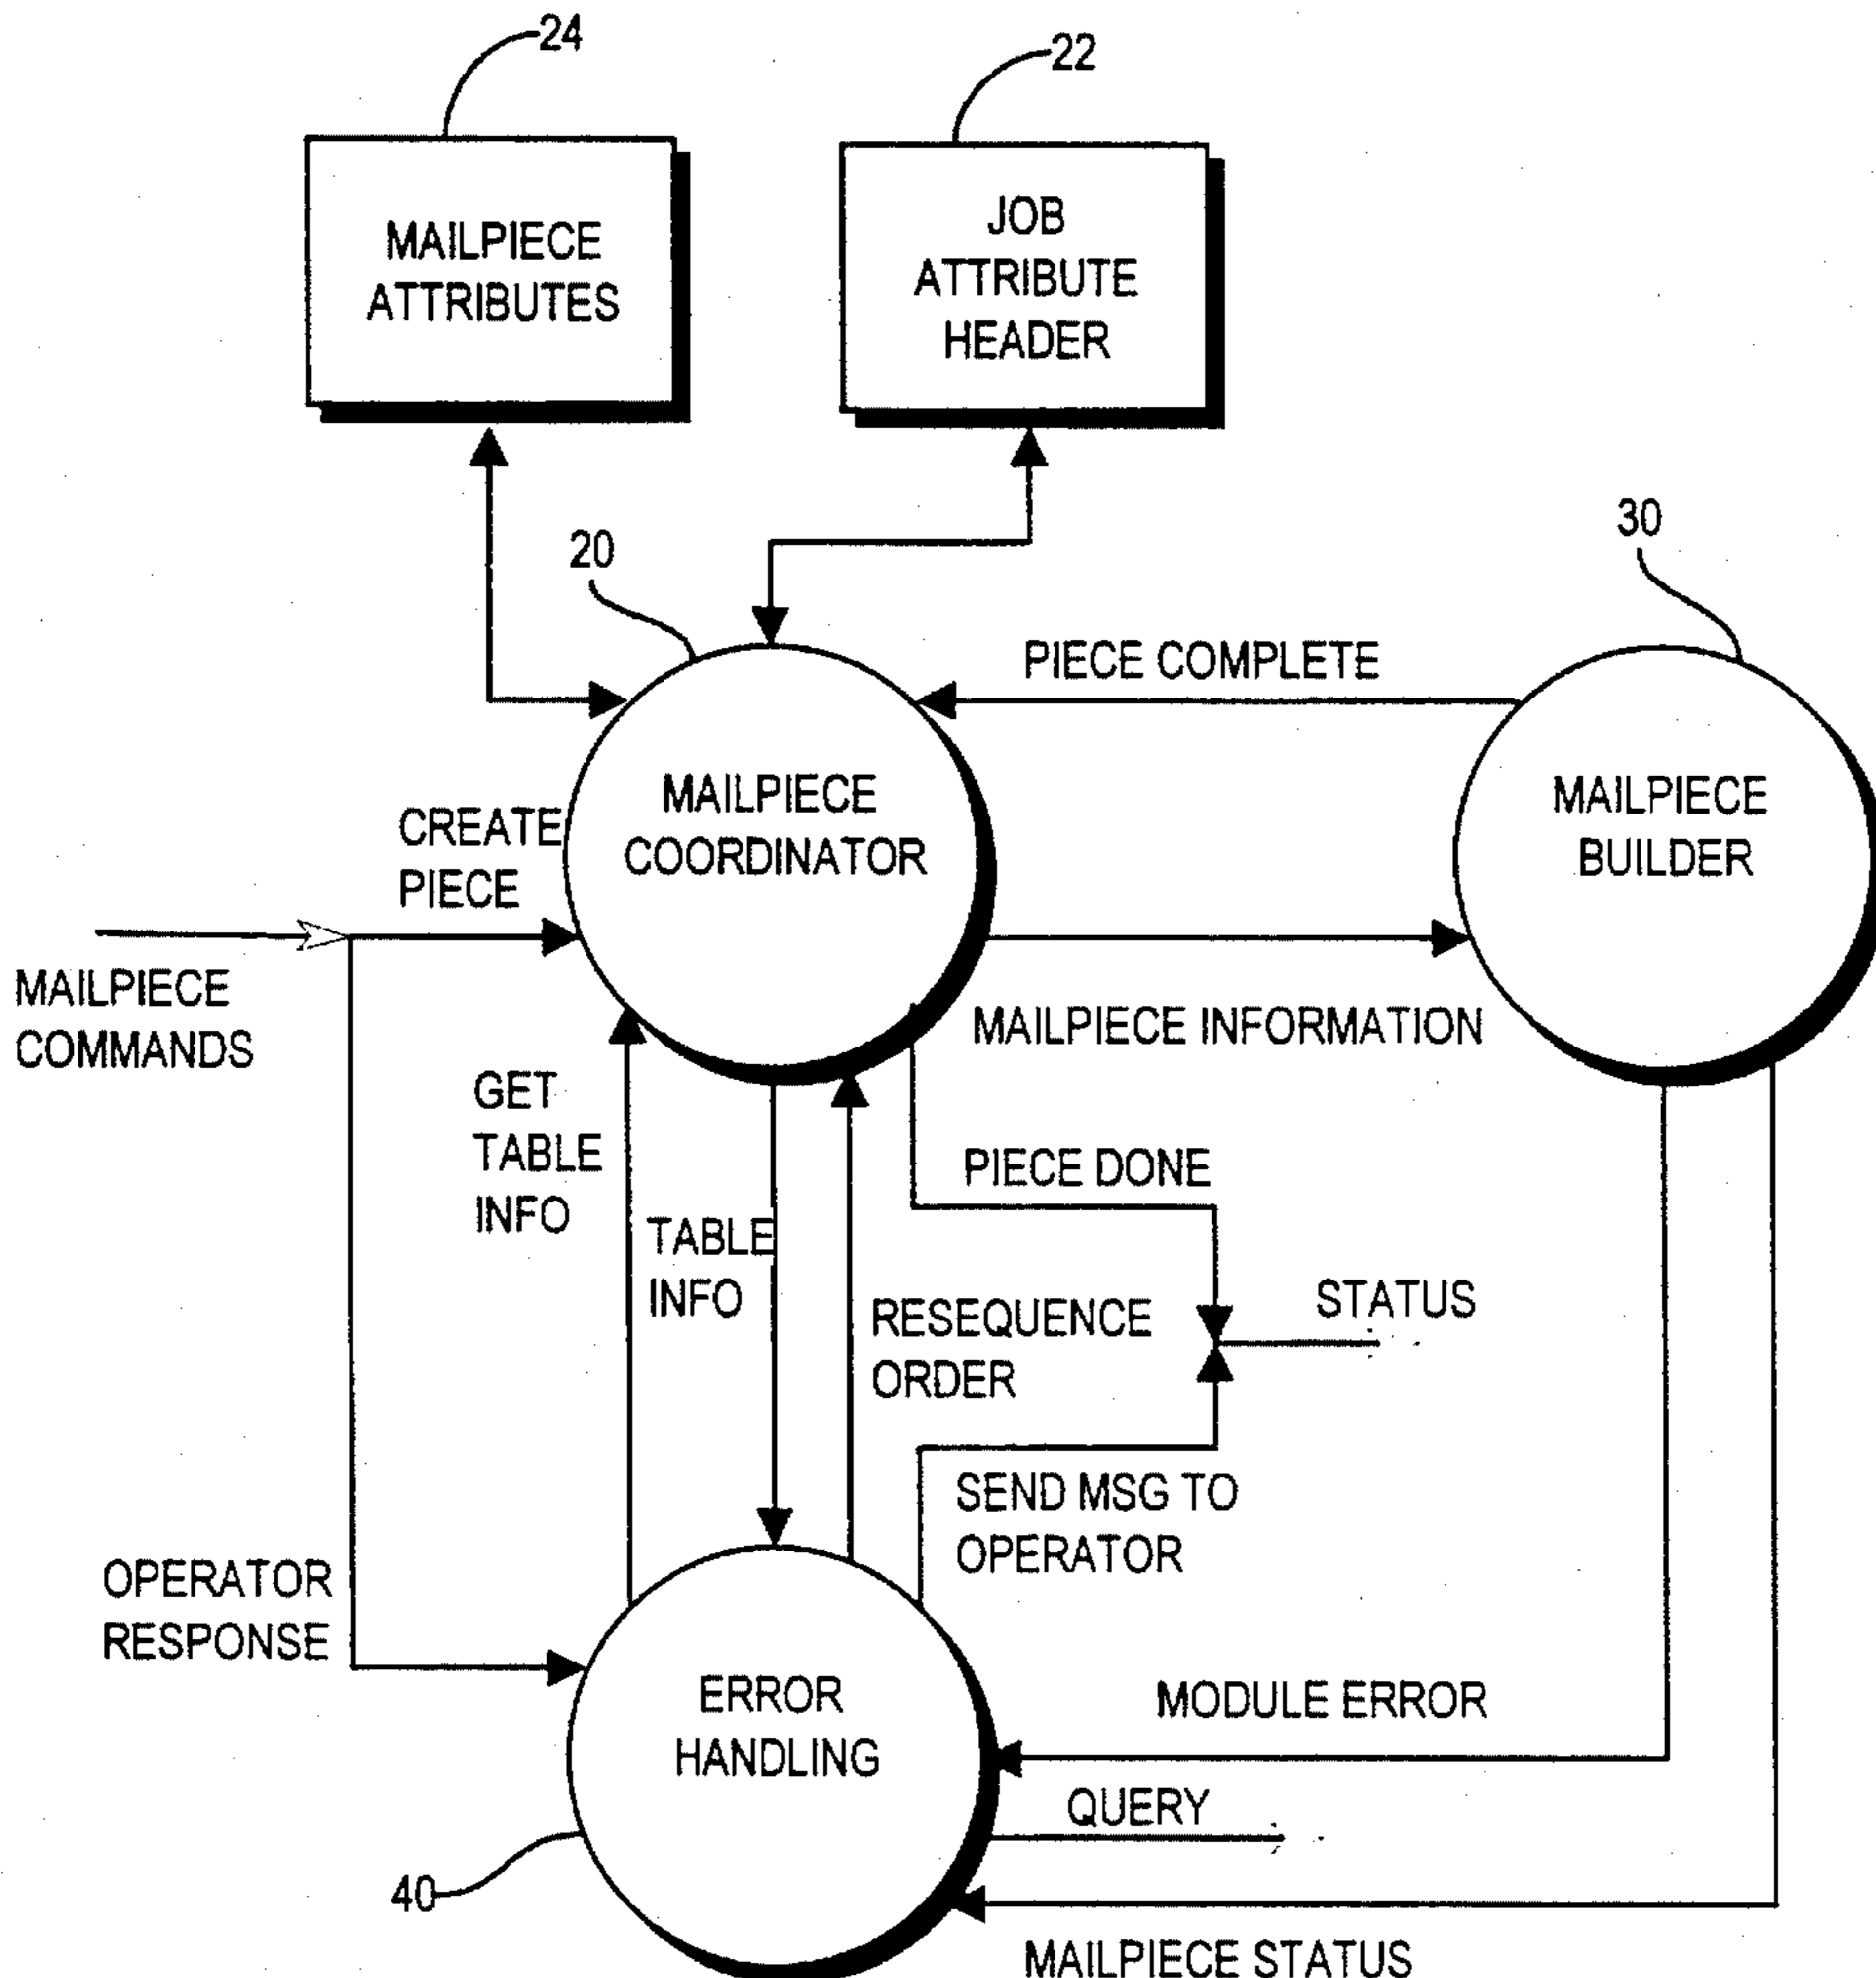 24
22
MAILPIECE
ATTRIBUTES
JOB
ATTRIBUTE
HEADER
20
30
PIECE COMPLETE
MAILPIECE
COORDINATOR
MAILPIECE
BUILDER
CREATE
PIECE
MAILPIECE
COMMANDS
MAILPIECE INFORMATION
GET
TABLE
INFO
TABLE
INFO
PIECE DONE
RESEQUENCE
ORDER
STATUS
SEND MSG TO
OPERATOR
OPERATOR
RESPONSE
ERROR
HANDLING
MODULE ERROR
QUERY
40
MAILPIECE STATUS